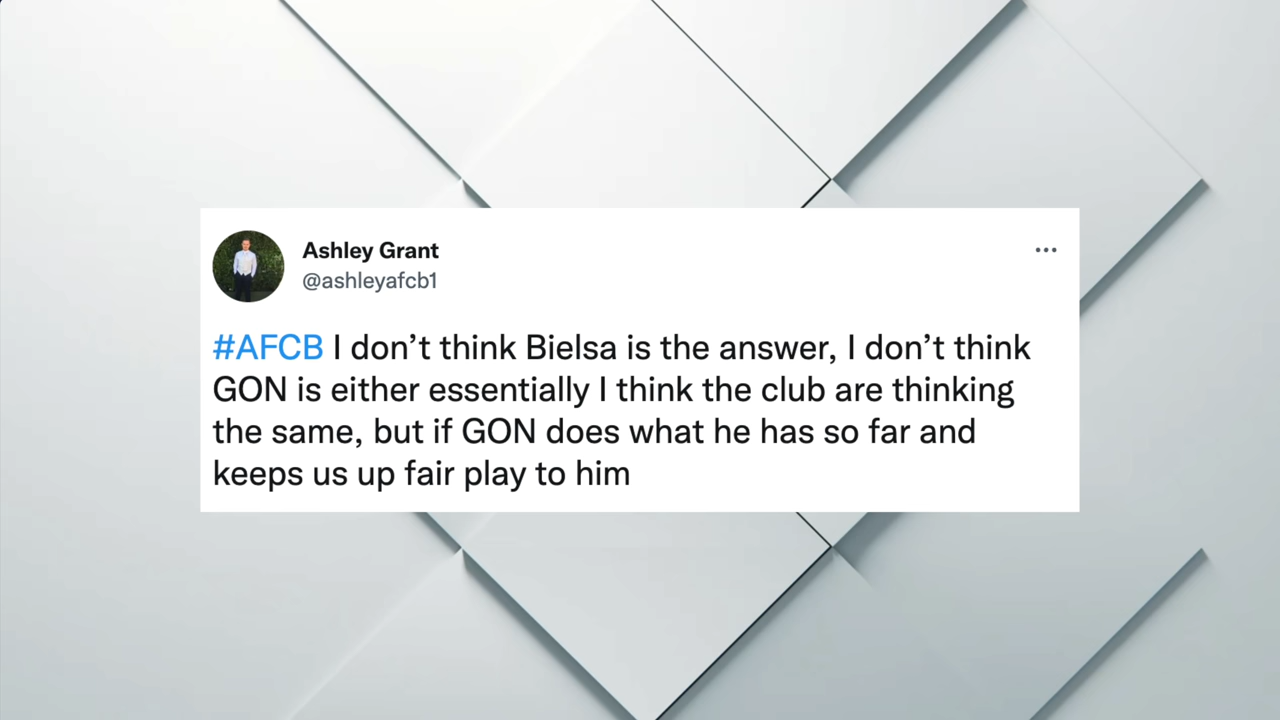 Ashley Grant
@ashleyafcb1
#AFCB I don’t think Bielsa is the answer, I don’t think
GON is either essentially I think the club are thinking
the same, but if GON does what he has so far and
keeps us up fair play to him